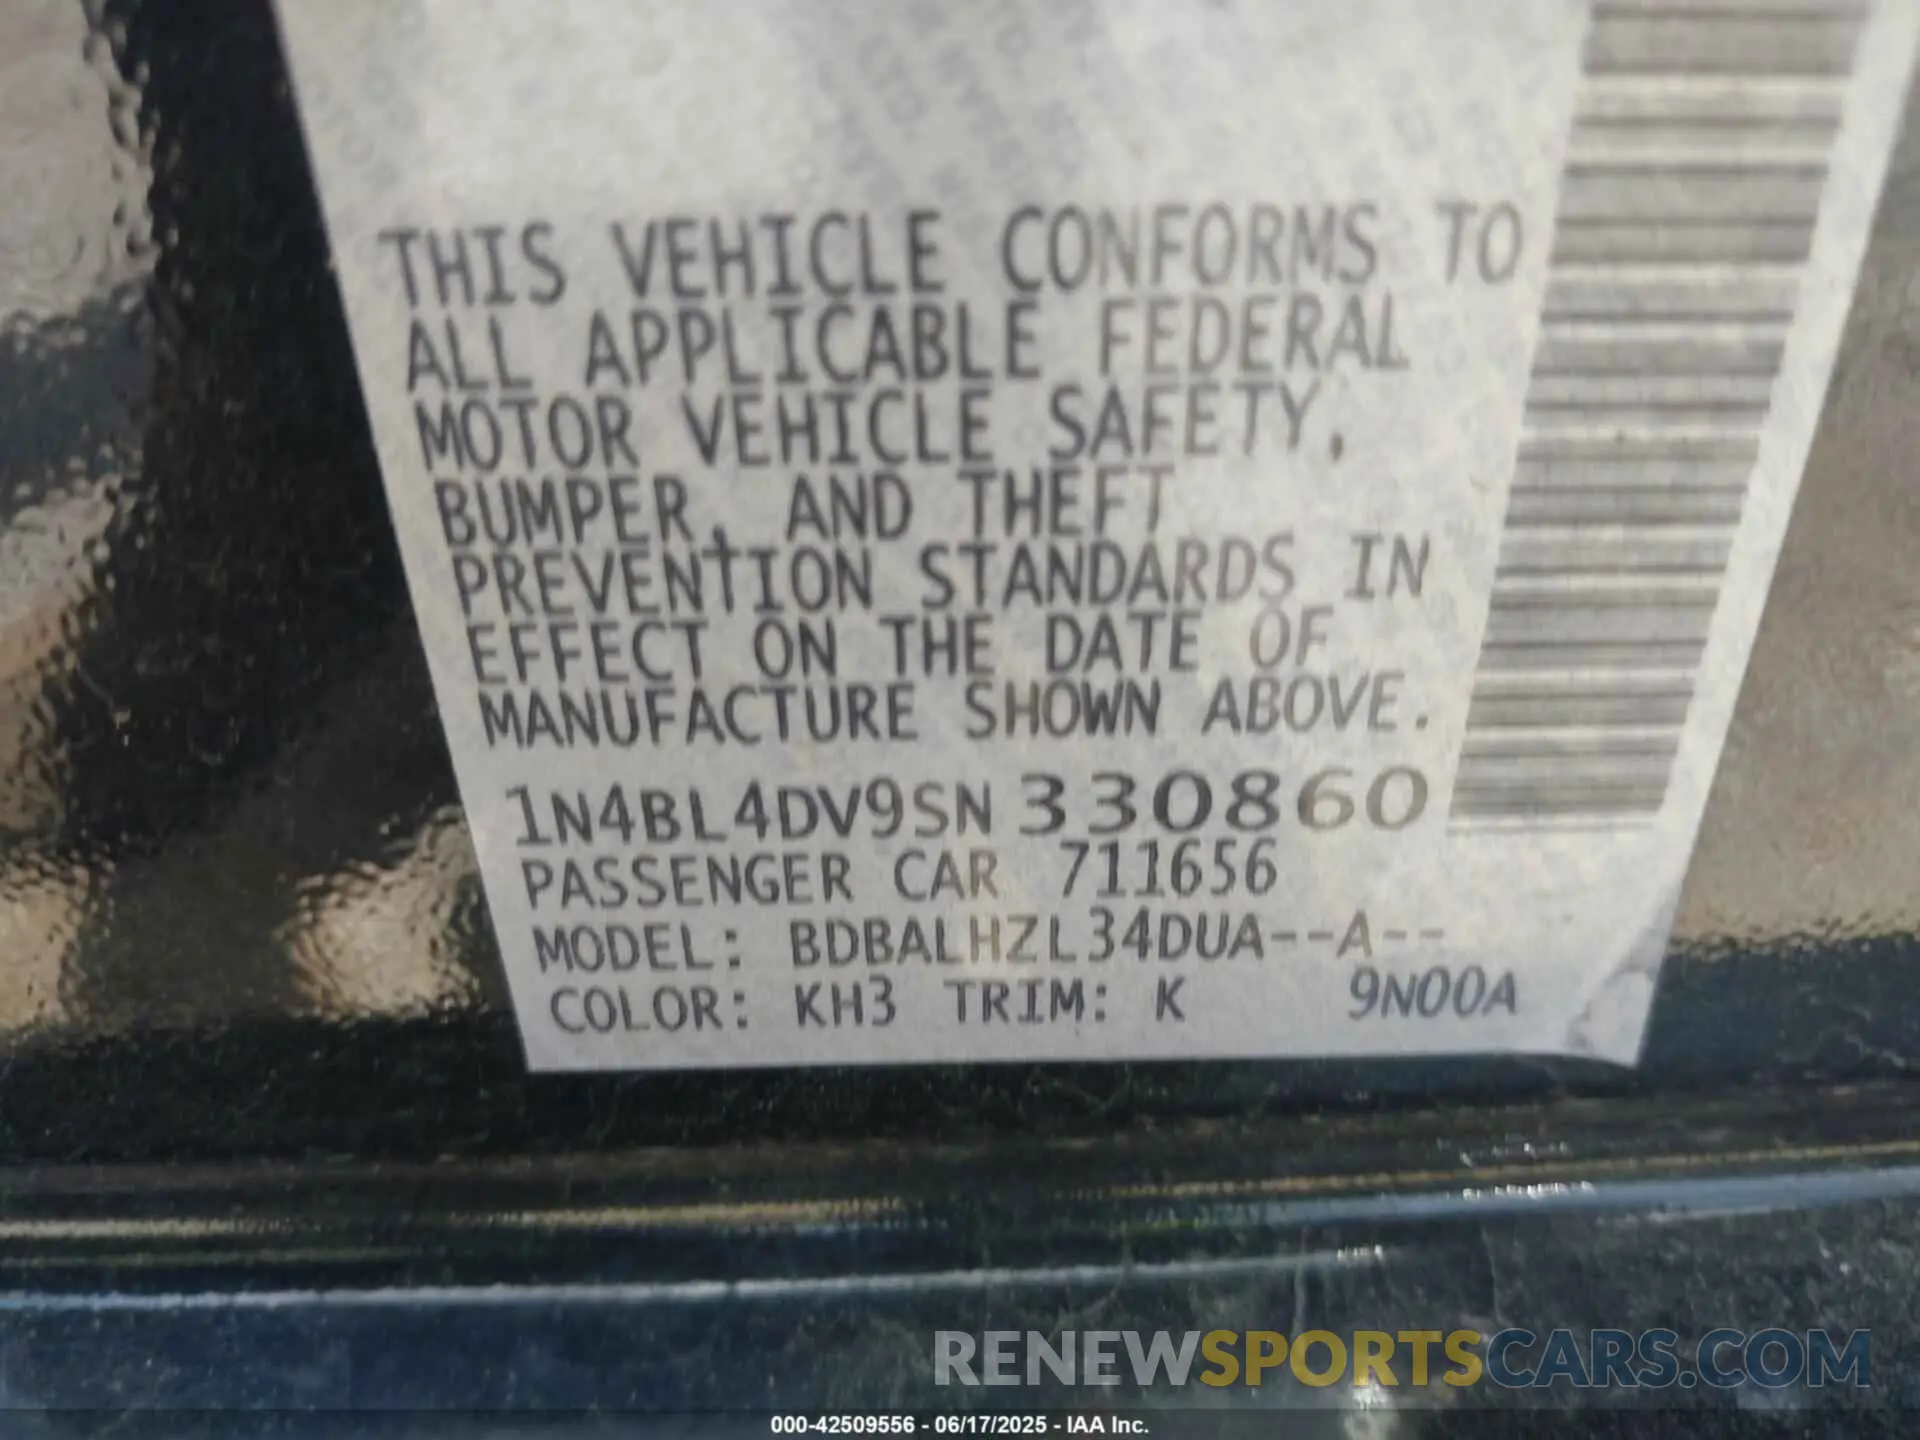 THIS VEHICLE CONFORMS TO
ALL APPLICABLE FEDERAL
MOTOR VEHICLE SAFETY,
BUMPER, AND THEFT
PREVENTION STANDARDS IN
EFFECT ON THE DATE OF
MANUFACTURE SHOWN ABOVE.
1N4BL4DV9SN330860
PASSENGER CAR 711656
MODEL: BDBALHZL34DUA--A--
COLOR: KH3 TRIM: K 9N00A
RENEWSPORTSCARS.COM
000-42509556 - 06/17/2025 - IAA Inc.